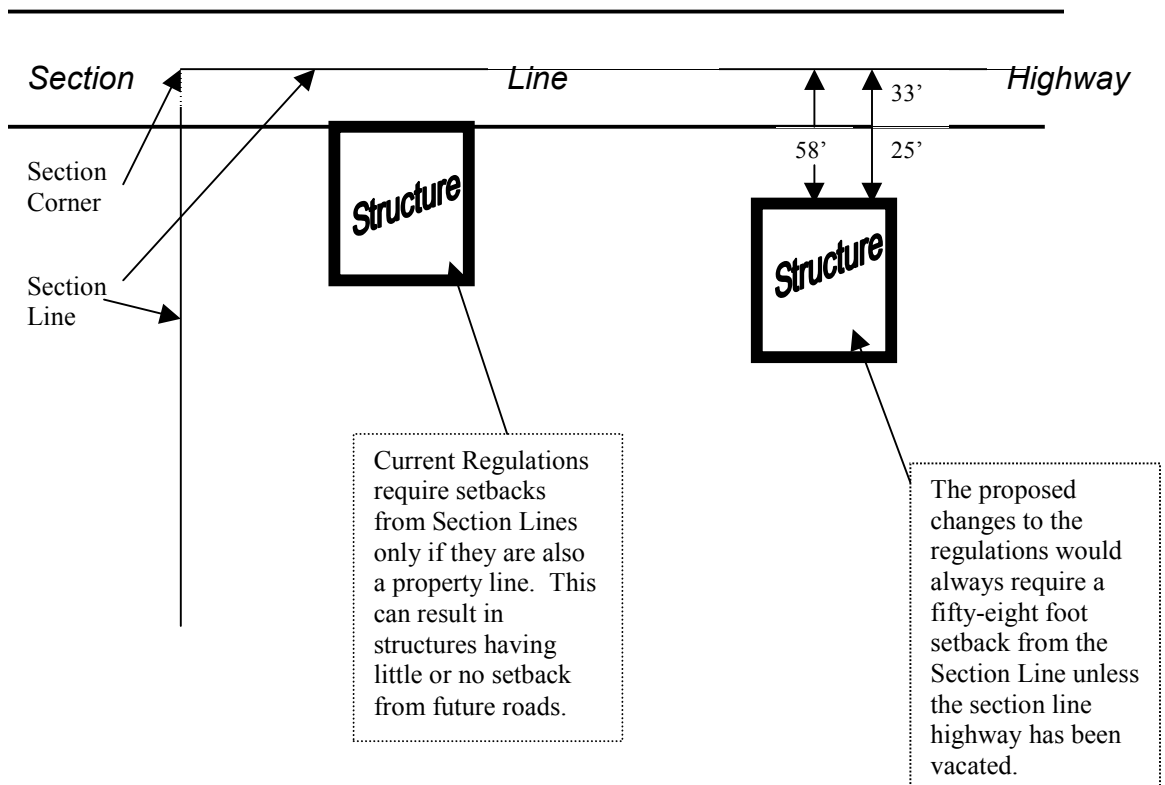 Section Line Highway
33’
58’ 25’
Section
Corner
Structure
Structure
Section
Line
Current Regulations
require setbacks
from Section Lines
only if they are also
a property line. This
can result in
structures having
little or no setback
from future roads.
The proposed
changes to the
regulations would
always require a
fifty-eight foot
setback from the
Section Line unless
the section line
highway has been
vacated.